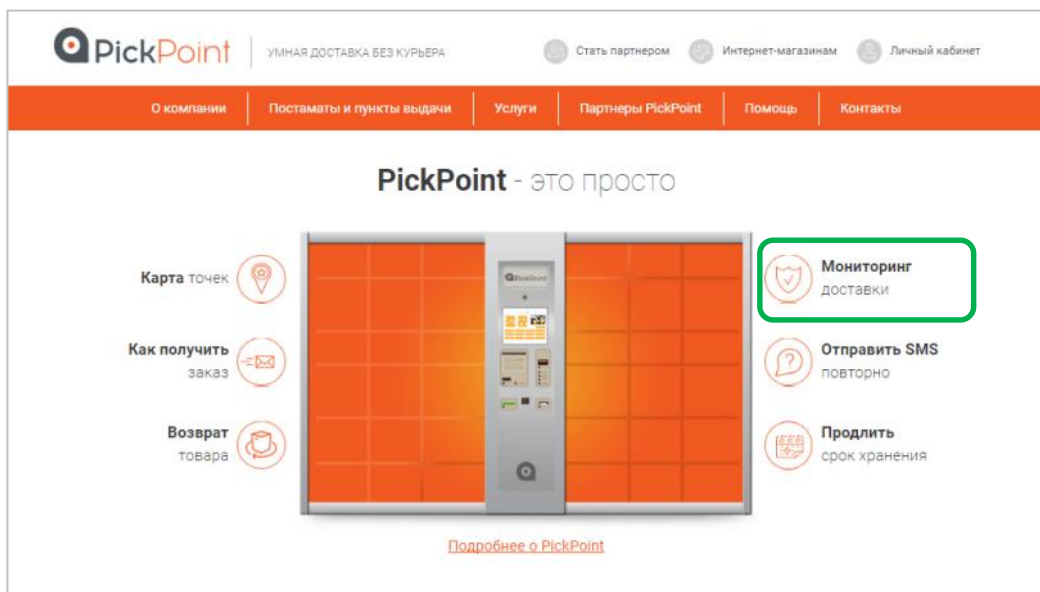 PickPoint
УМНАЯ ДОСТАВКА БЕЗ КУРЬЕРА
Стать партнером
Интернет-магазинам
Личный кабинет
О компании
Постаматы и пункты выдачи
Услуги
Партнеры PickPoint
Помощь
Контакты
PickPoint - это просто
Карта точек
Как получить
заказ
Возврат
товара
PickPoint
Мониторинг
доставки
Отправить SMS
повторно
Продлить
срок хранения
Подробнее о PickPoint